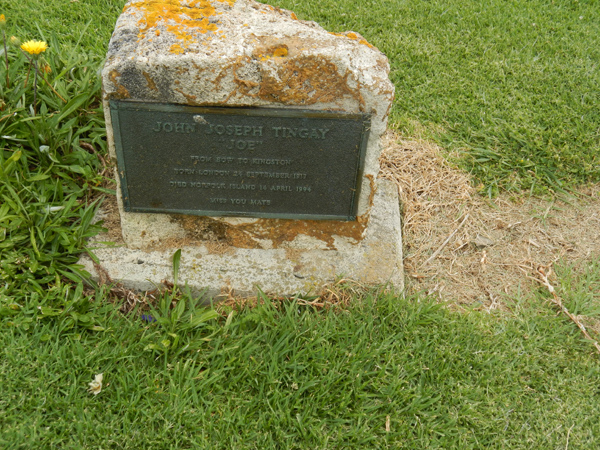 JOHN JOSEPH TINGAY
"JOE"
FROM BOW TO KINGSTON
BORN LONDON 24 SEPTEMBER 1917
DIED NORFOLK ISLAND 14 APRIL 1994
MISS YOU MATE